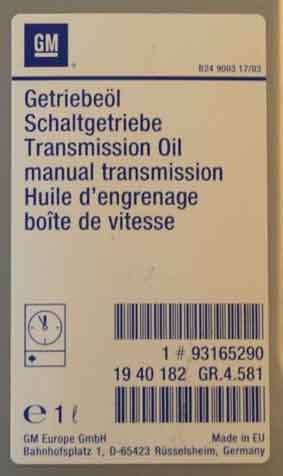 GM
®
B24 9003 17/03
Getriebeöl
Schaltgetriebe
Transmission Oil
manual transmission
Huile d'engrenage
boîte de vitesse
1 # 93165290
19 40 182 GR.4.581
e 1 ℓ
GM Europe GmbH Made in EU
Bahnhofsplatz 1, D-65423 Rüsselsheim, Germany